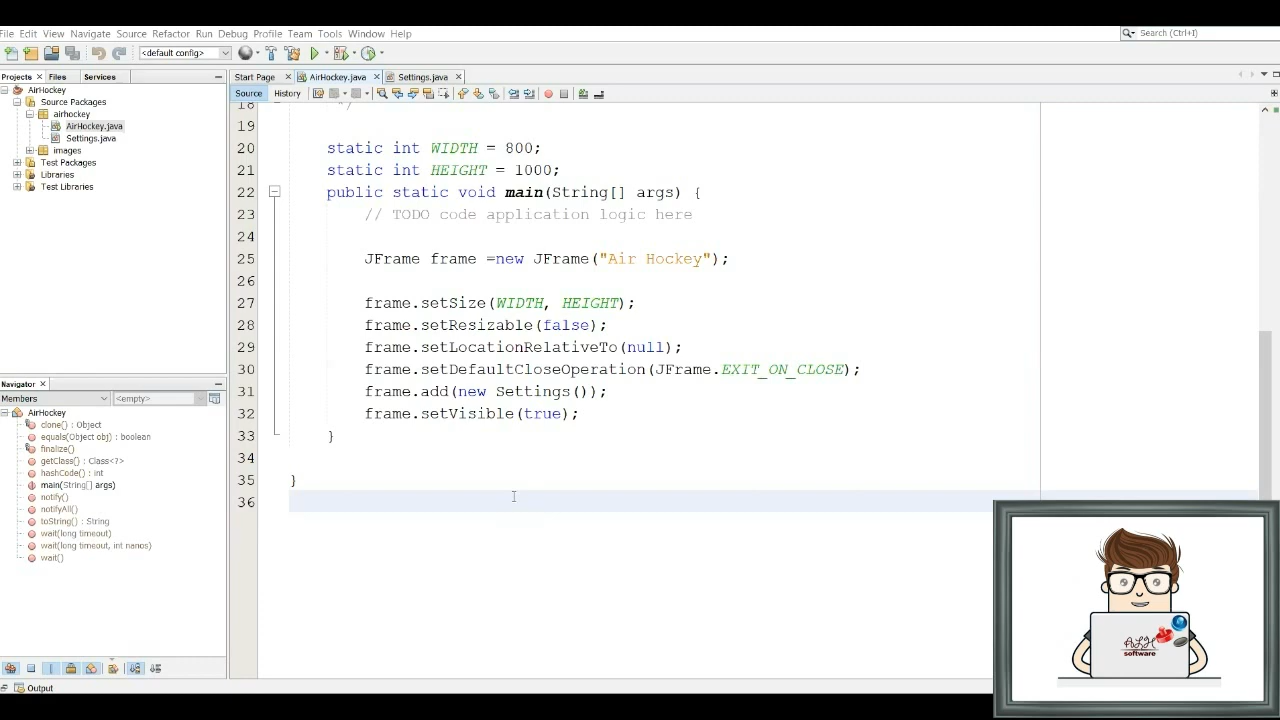 File Edit View Navigate Source Refactor Run Debug Profile Team Tools Window Help
Search (Ctrl+I)
<default config>
Projects Files Services
Start Page AirHockey.java Settings.java
Source History
AirHockey
Source Packages
airhockey
AirHockey.java
Settings.java
images
Test Packages
Libraries
Test Libraries
Navigator
Members <empty>
AirHockey
clone() : Object
equals(Object obj) : boolean
finalize()
getClass() : Class<?>
hashCode() : int
main(String[] args)
notify()
notifyAll()
toString() : String
wait(long timeout)
wait(long timeout, int nanos)
wait()
18 */
19
20 static int WIDTH = 800;
21 static int HEIGHT = 1000;
22 public static void main(String[] args) {
23 // TODO code application logic here
24
25 JFrame frame =new JFrame("Air Hockey");
26
27 frame.setSize(WIDTH, HEIGHT);
28 frame.setResizable(false);
29 frame.setLocationRelativeTo(null);
30 frame.setDefaultCloseOperation(JFrame.EXIT_ON_CLOSE);
31 frame.add(new Settings());
32 frame.setVisible(true);
33 }
34
35 }
36
Output
software